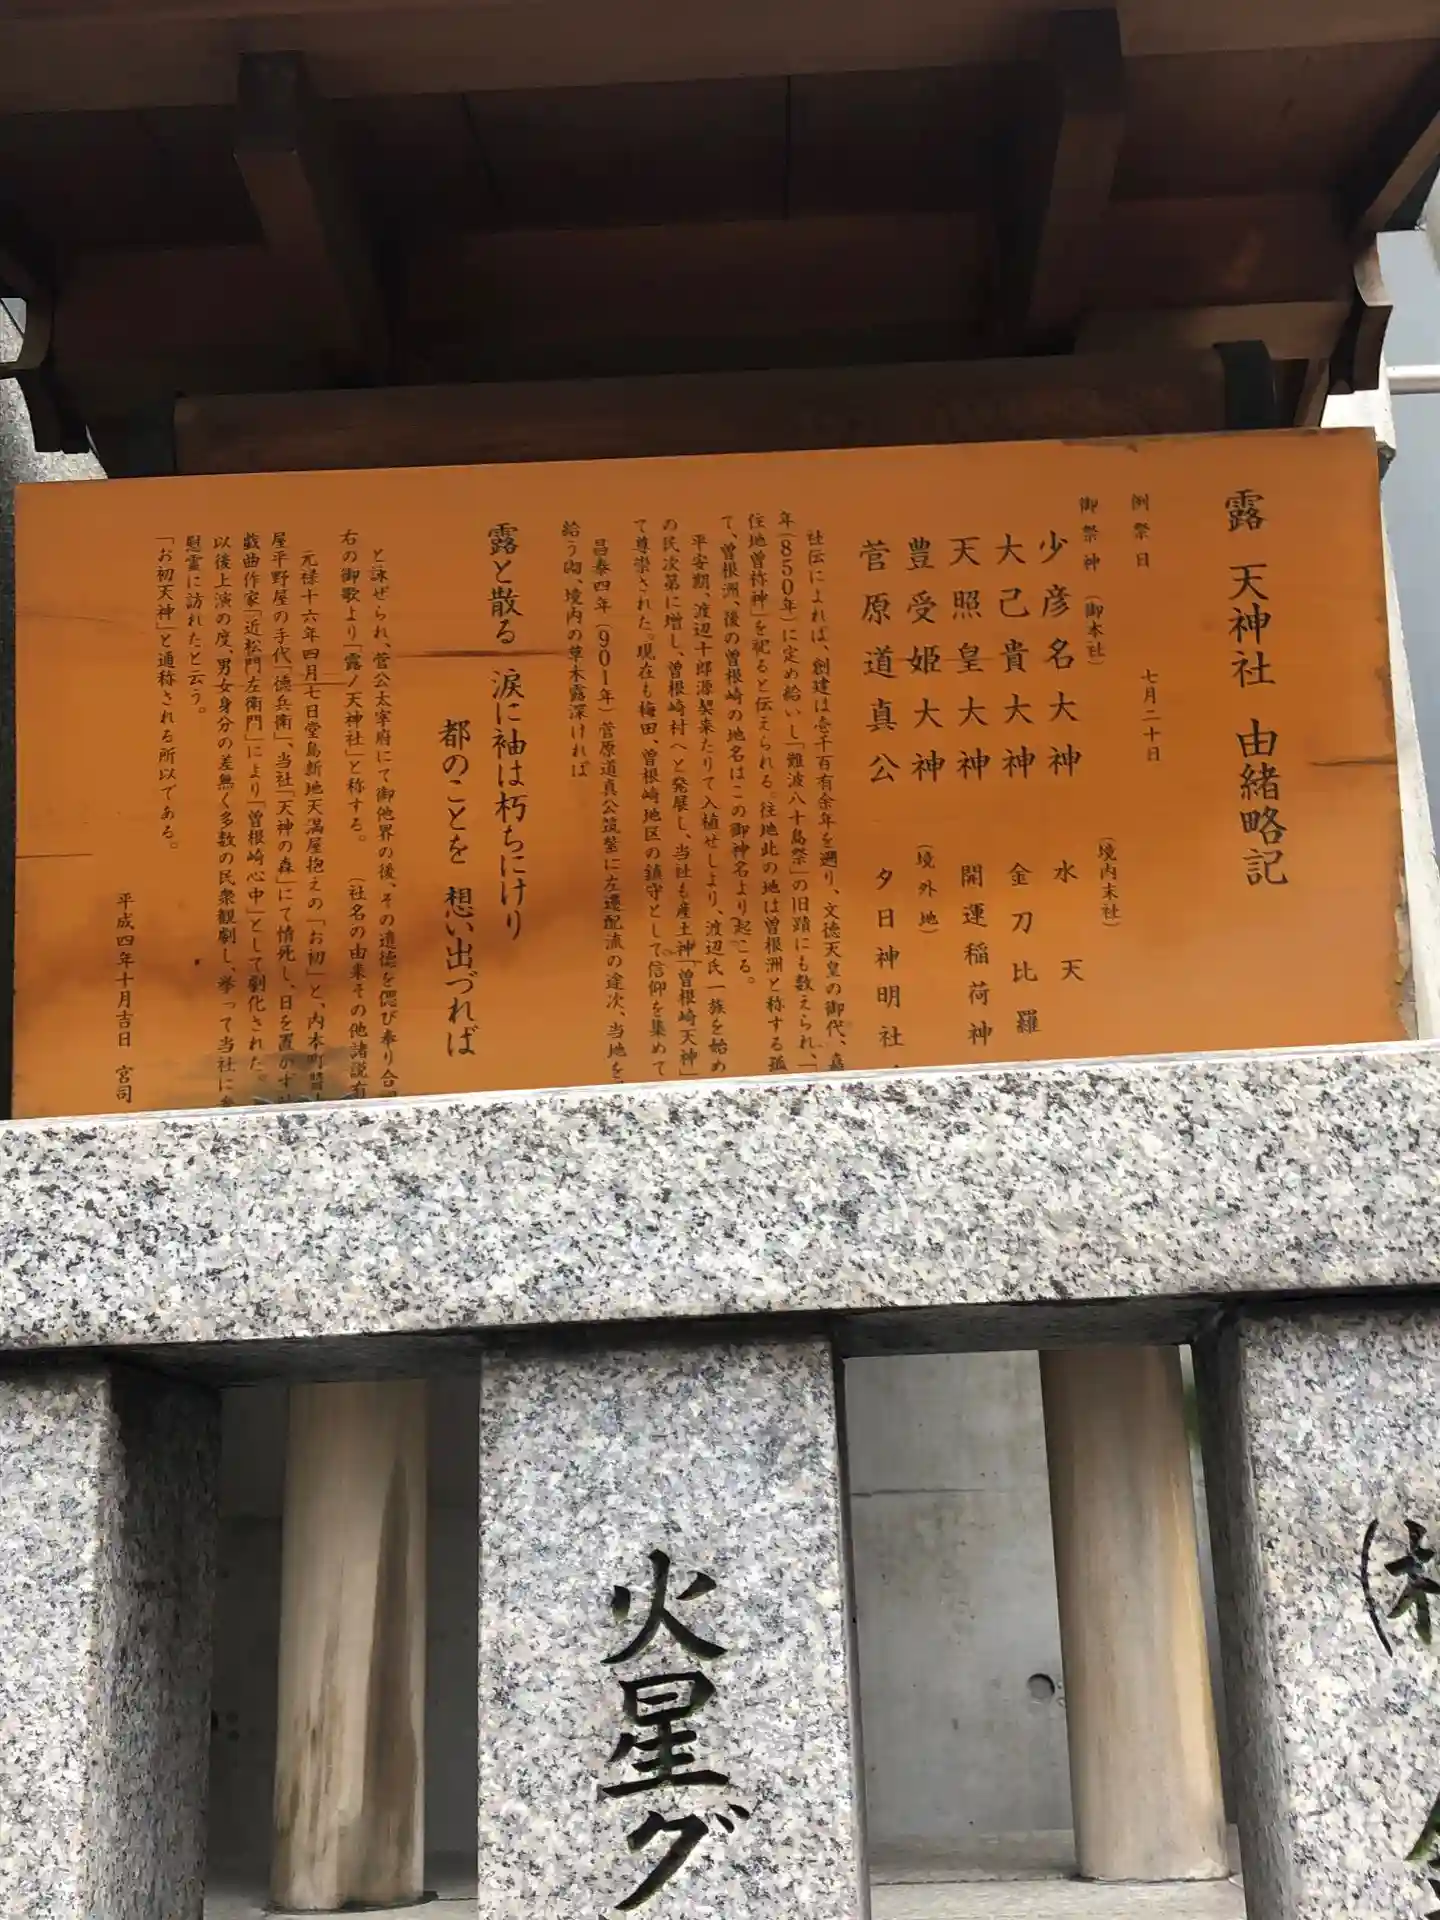 露 天神社 由緒略記
例祭日 七月二十日
御祭神(御本社) (境内末社)
少彦名大神 水天
大己貴大神 金刀比羅
天照皇大神 開運稲荷神
豊受姫大神 (境外地)
菅原道真公 夕日神明社
社伝によれば、創建は壱千百有余年を遡り、文徳天皇の御代、嘉
年(850年)に定め給いし「難波八十島祭」の旧蹟にも数えられ、「
住地曽祢神」を祀ると伝えられる。往地此の地は曽根洲と称する孤
て、曽根洲、後の曽根崎の地名はこの御神名より起こる。
平安期、渡辺十郎源契来たりて入植せしより、渡辺氏一族を始め
の民次第に増し、曽根崎村へと発展し、当社も産土神「曽根崎天神」
て尊崇された。現在も梅田、曽根崎地区の鎮守として信仰を集めて
昌泰四年(901年)菅原道真公筑紫に左遷配流の途次、当地を
給う砌、境内の草木露深ければ
露と散る 涙に袖は朽ちにけり
都のことを 想い出づれば
と詠ぜられ、菅公太宰府にて御他界の後、その遺徳を偲び奉り合
右の御歌より「露ノ天神社」と称する。 (社名の由来その他諸説有
元禄十六年四月七日堂島新地天満屋抱えの「お初」と、内本町
屋平野屋の手代「徳兵衛」、当社「天神の森」にて情死し、日を置かず
戯曲作家「近松門左衛門」により「曽根崎心中」として劇化された。
以後上演の度、男女身分の差無く多数の民衆観劇し、挙って当社に
慰霊に訪れたと云う。
「お初天神」と通称される所以である。
平成四年十月吉日 宮司
火星グ